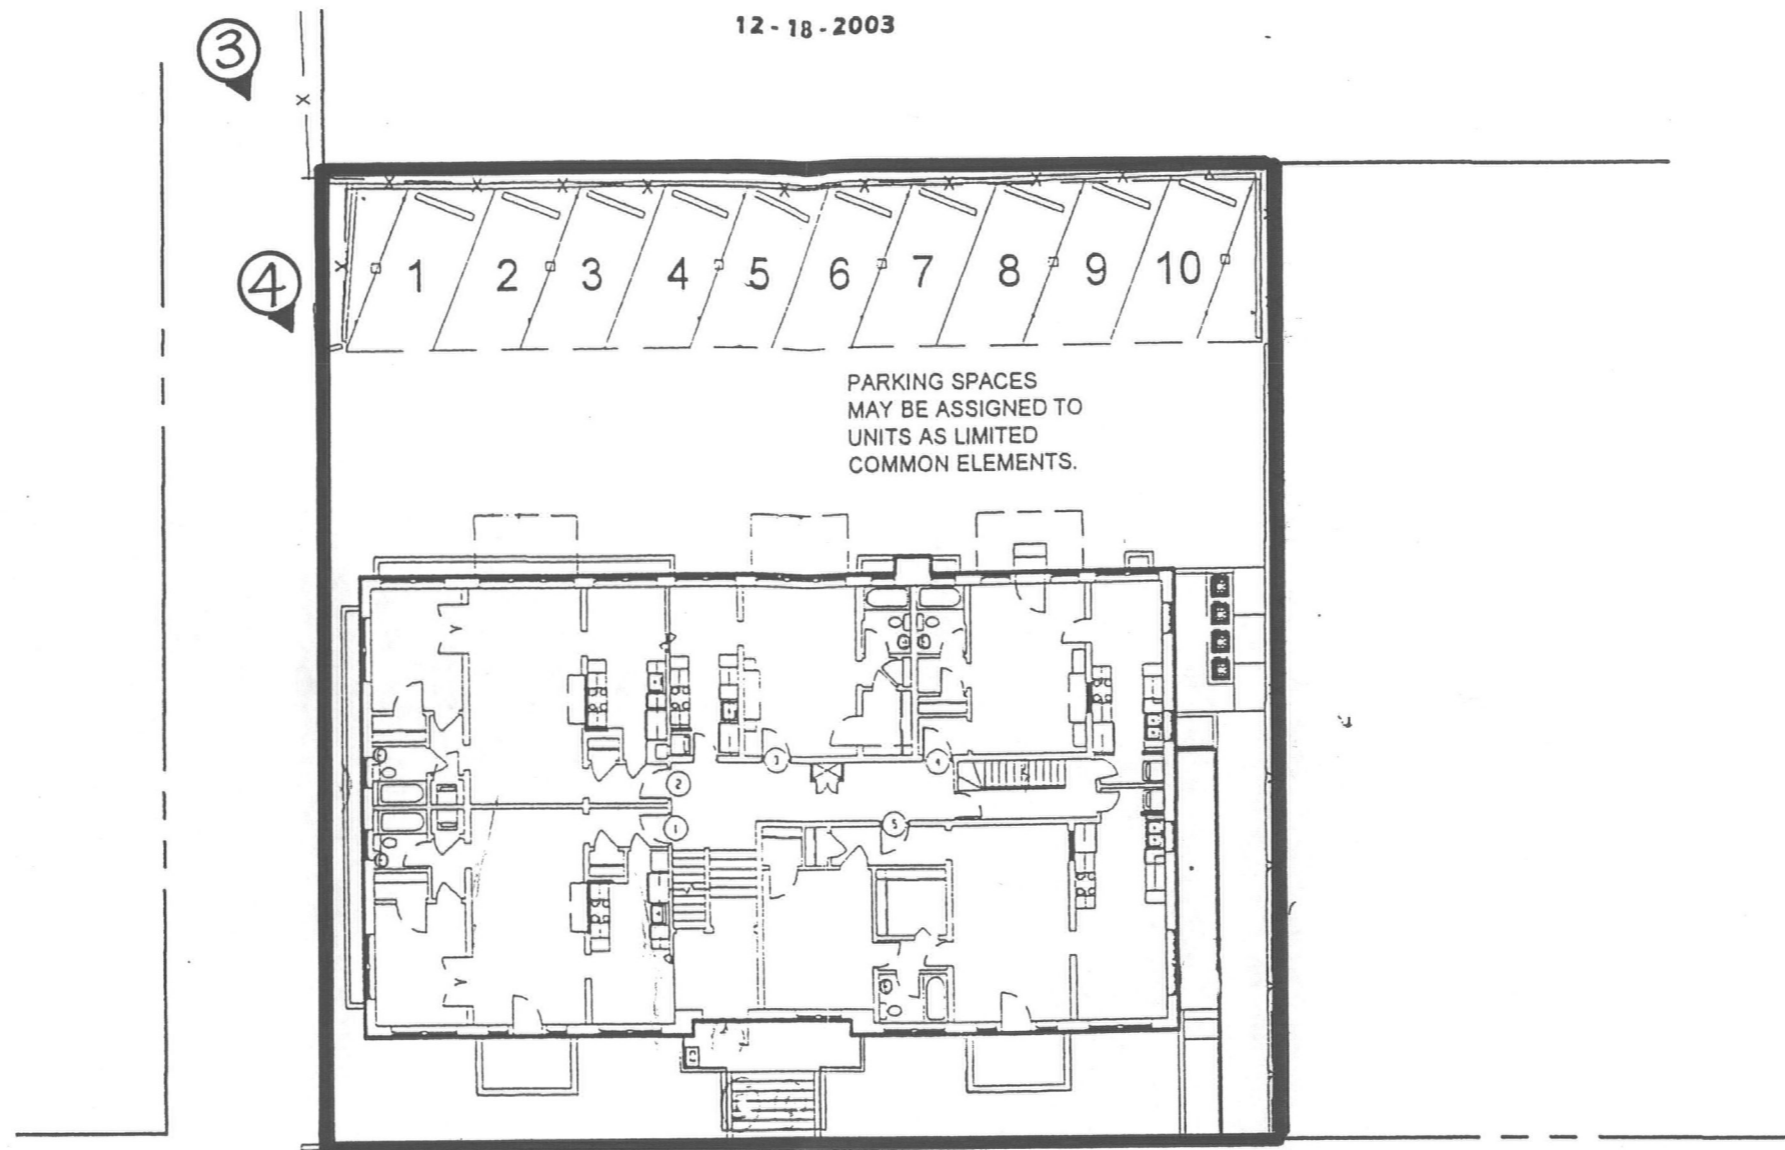 12-18-2003
3
4
1 2 3 4 5 6 7 8 9 10
PARKING SPACES
MAY BE ASSIGNED TO
UNITS AS LIMITED
COMMON ELEMENTS.
3 4
2
1 5